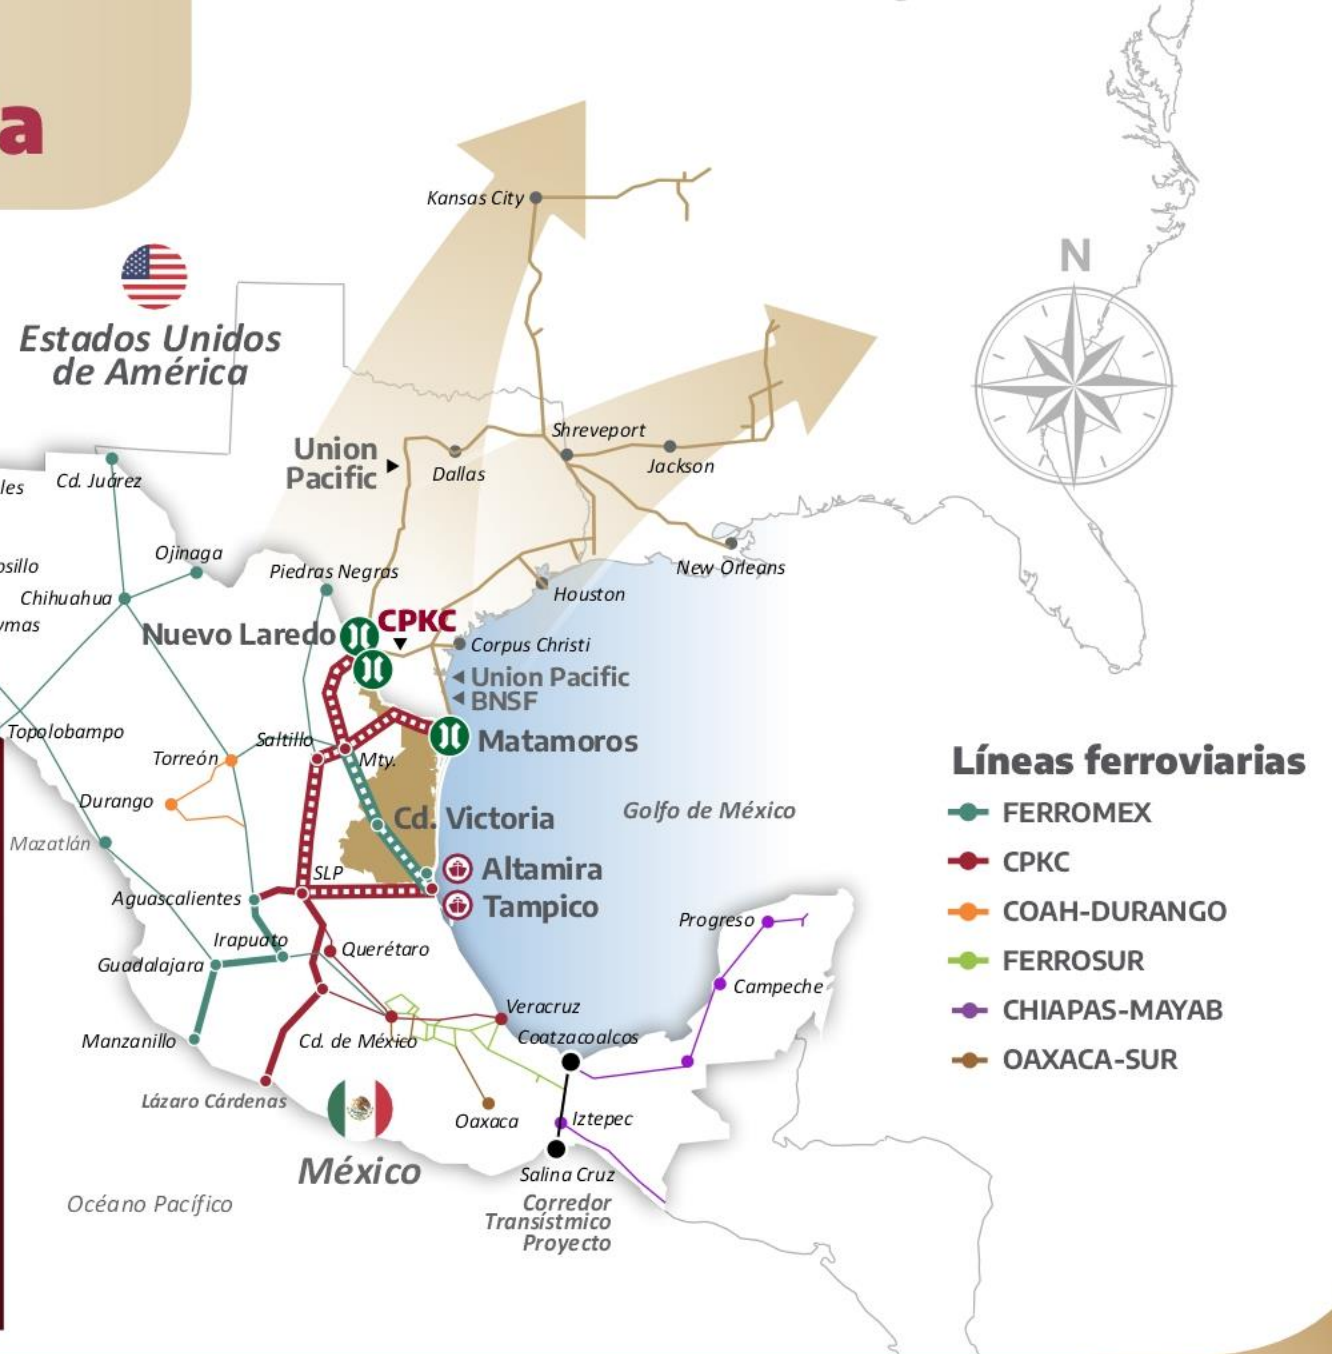 a
N
Kansas City
Estados Unidos
de América
Union
Pacific
Dallas
Shreveport
Jackson
New Orleans
Houston
Cd. Juárez
les
Ojinaga
osillo
Piedras Negras
Chihuahua
ymas
Nuevo Laredo
CPKC
Corpus Christi
Union Pacific
BNSF
Matamoros
Topolobampo
Saltillo
Torreón
Mty.
Durango
Cd. Victoria
Golfo de México
Mazatlán
SLP
Altamira
Aguascalientes
Tampico
Irapuato
Querétaro
Guadalajara
Progreso
Campeche
Veracruz
Manzanillo
Cd. de México
Coatzacoalcos
Lázaro Cárdenas
Oaxaca
Iztepec
México
Salina Cruz
Corredor
Transístmico
Proyecto
Océano Pacífico
Líneas ferroviarias
FERROMEX
CPKC
COAH-DURANGO
FERROSUR
CHIAPAS-MAYAB
OAXACA-SUR